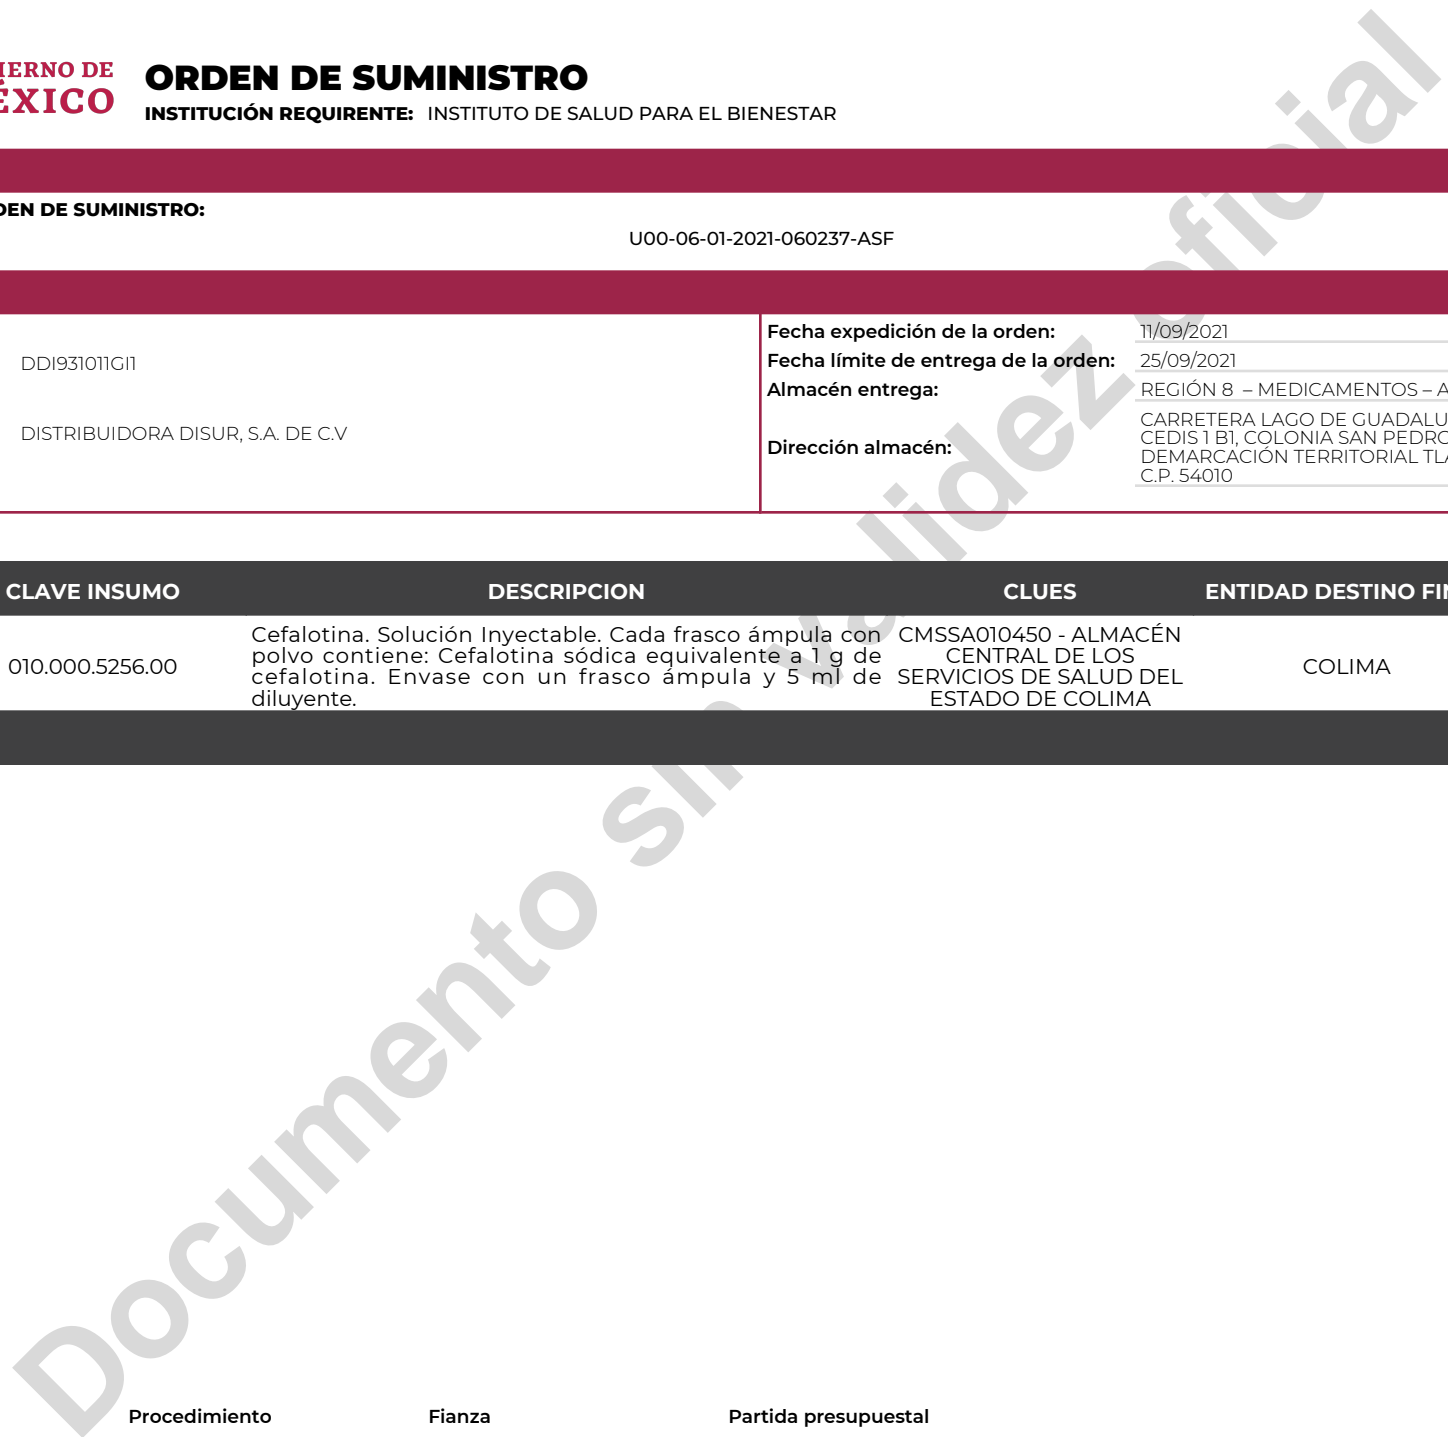 IERNO DE
ÉXICO
ORDEN DE SUMINISTRO
INSTITUCIÓN REQUIRENTE: INSTITUTO DE SALUD PARA EL BIENESTAR
DEN DE SUMINISTRO:
U00-06-01-2021-060237-ASF
DDI931011GI1
DISTRIBUIDORA DISUR, S.A. DE C.V
Fecha expedición de la orden: 11/09/2021
Fecha límite de entrega de la orden: 25/09/2021
Almacén entrega: REGIÓN 8 – MEDICAMENTOS – A
Dirección almacén:
CARRETERA LAGO DE GUADALU
CEDIS 1 B1, COLONIA SAN PEDRO
DEMARCACIÓN TERRITORIAL TLA
C.P. 54010
CLAVE INSUMO DESCRIPCION CLUES ENTIDAD DESTINO FIN
010.000.5256.00
Cefalotina. Solución Inyectable. Cada frasco ámpula con
polvo contiene: Cefalotina sódica equivalente a 1 g de
cefalotina. Envase con un frasco ámpula y 5 ml de
diluyente.
CMSSA010450 - ALMACÉN
CENTRAL DE LOS
SERVICIOS DE SALUD DEL
ESTADO DE COLIMA
COLIMA
Documento sin validez oficial
Procedimiento Fianza Partida presupuestal